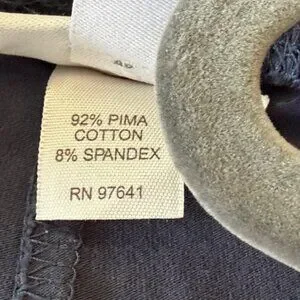 92% PIMA
COTTON
8% SPANDEX
RN 97641